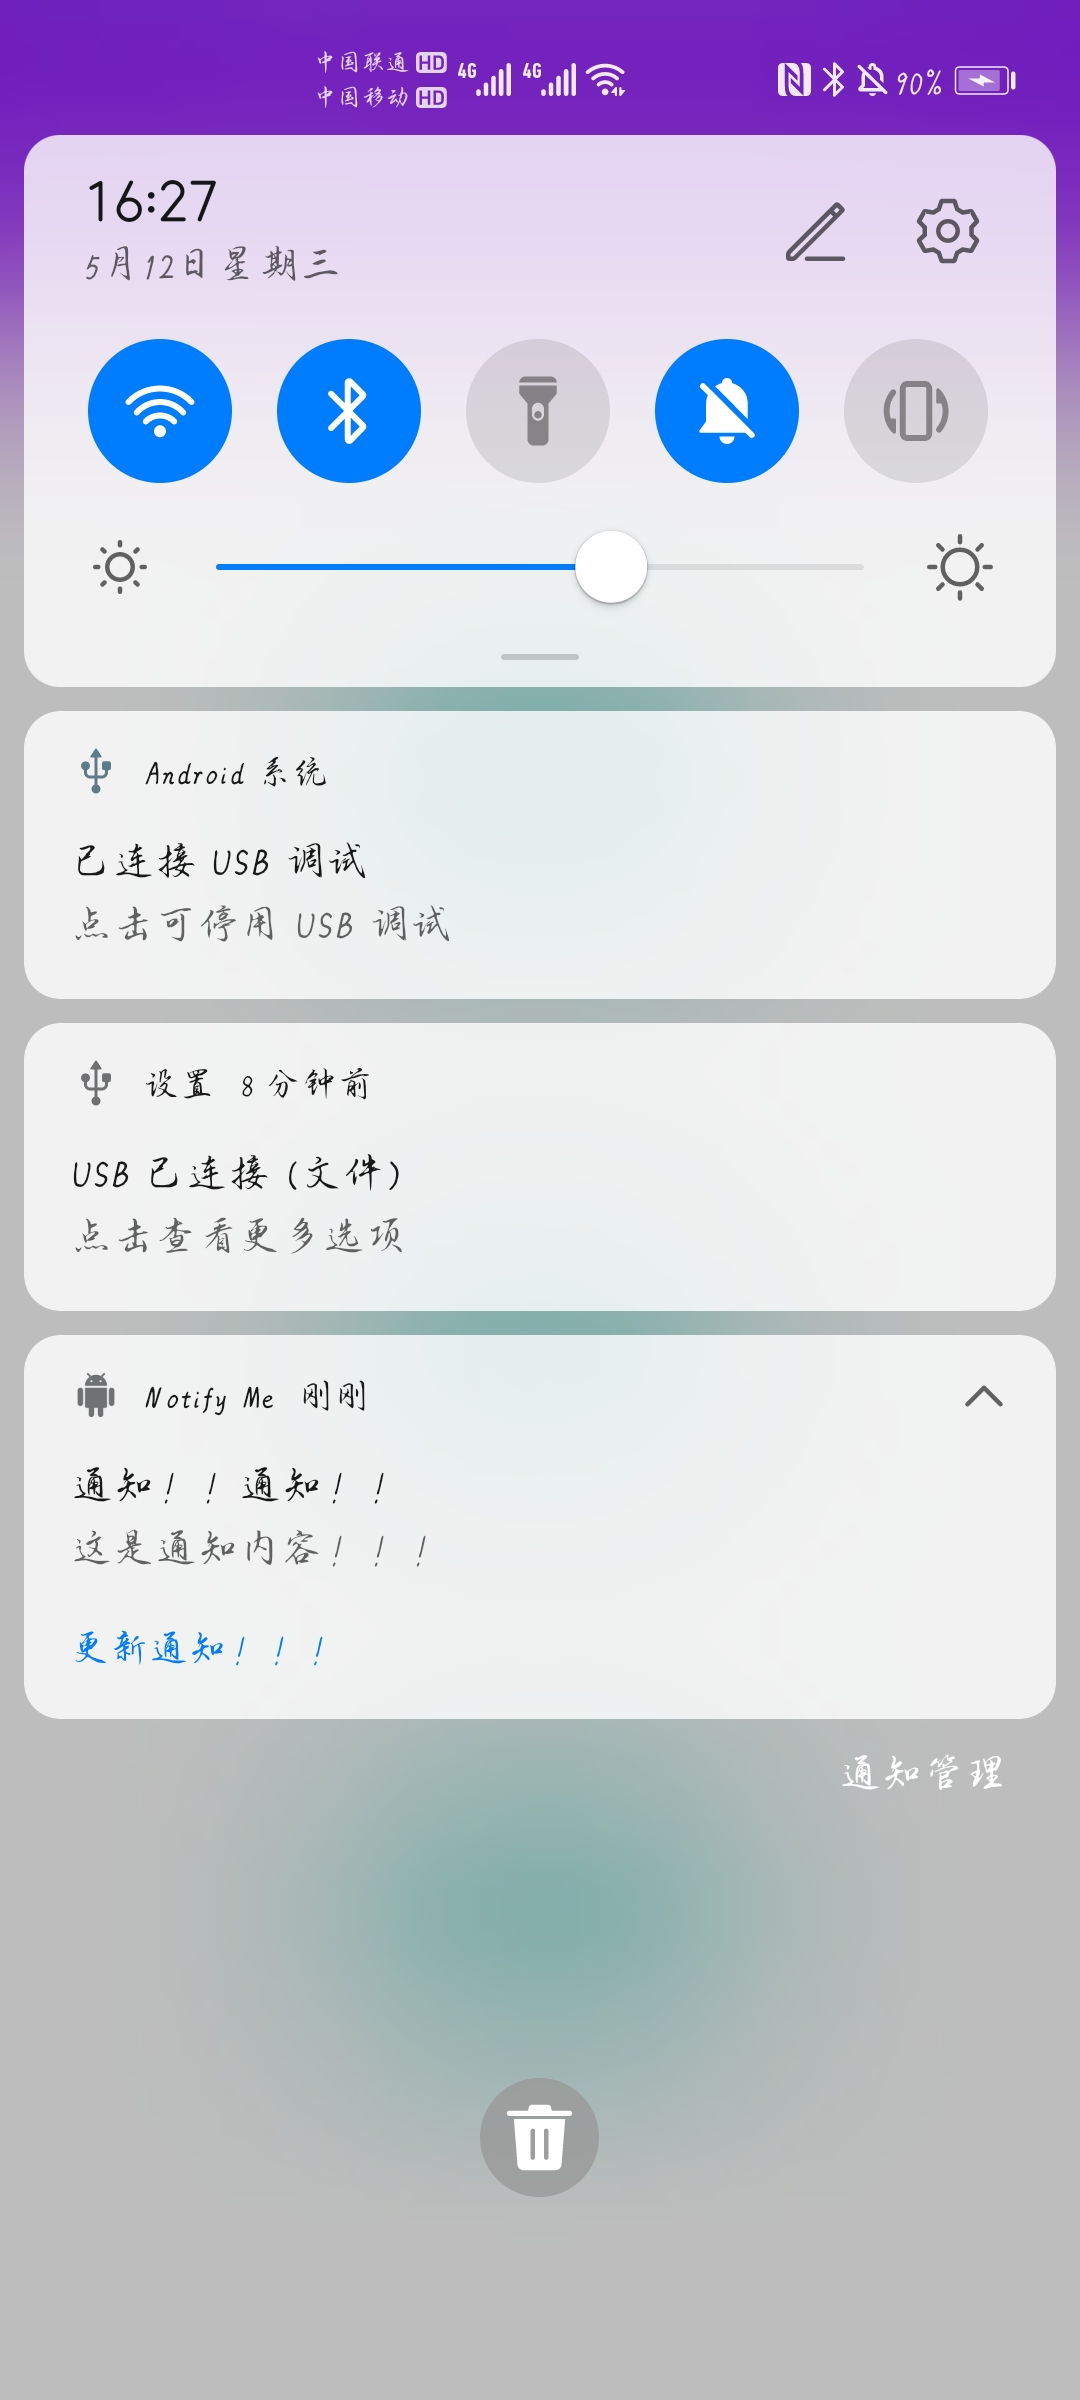 中国联通 HD 4G 4G 90%
中国移动 HD
16:27
5月12日星期三
Android 系统
已连接 USB 调试
点击可停用 USB 调试
设置 8 分钟前
USB 已连接 (文件)
点击查看更多选项
Notify Me 刚刚
通知！！通知！！
这是通知内容！！！
更新通知！！！
通知管理